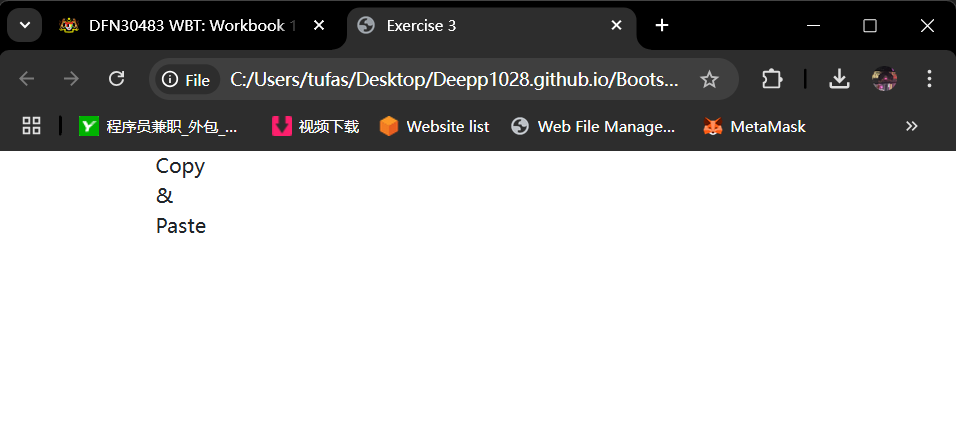 DFN30483 WBT: Workbook 1
Exercise 3
File
C:/Users/tufas/Desktop/Deepp1028.github.io/Boots...
程序员兼职_外包_...
视频下载
Website list
Web File Manage...
MetaMask
Copy
&
Paste